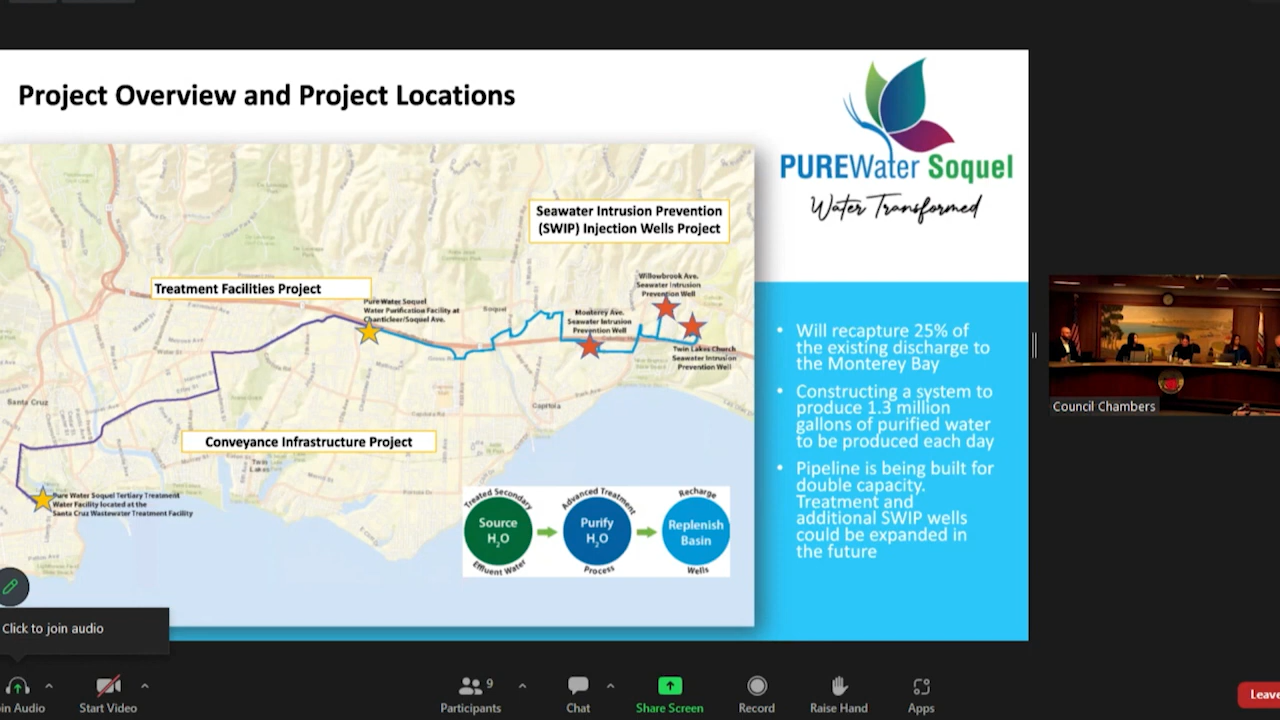 Project Overview and Project Locations
PUREWater Soquel
Water Transformed
Seawater Intrusion Prevention
(SWIP) Injection Wells Project
Treatment Facilities Project
Pure Water Soquel
Water Purification Facility at
Chanticleer/Soquel Ave.
Willowbrook Ave.
Seawater Intrusion
Prevention Well
Monterey Ave.
Seawater Intrusion
Prevention Well
Twin Lakes Church
Seawater Intrusion
Prevention Well
Soquel
Santa Cruz
Capitola
Twin
Lakes
Conveyance Infrastructure Project
Pure Water Soquel Tertiary Treatment
Water Facility located at the
Santa Cruz Wastewater Treatment Facility
Treated Secondary
Source
H2O
Effluent Water
Advanced Treatment
Purify
H2O
Process
Recharge
Replenish
Basin
Wells
• Will recapture 25% of
the existing discharge to
the Monterey Bay
• Constructing a system to
produce 1.3 million
gallons of purified water
to be produced each day
• Pipeline is being built for
double capacity.
Treatment and
additional SWIP wells
could be expanded in
the future
Council Chambers
Click to join audio
in Audio
Start Video
9
Participants
Chat
Share Screen
Record
Raise Hand
Apps
Leave